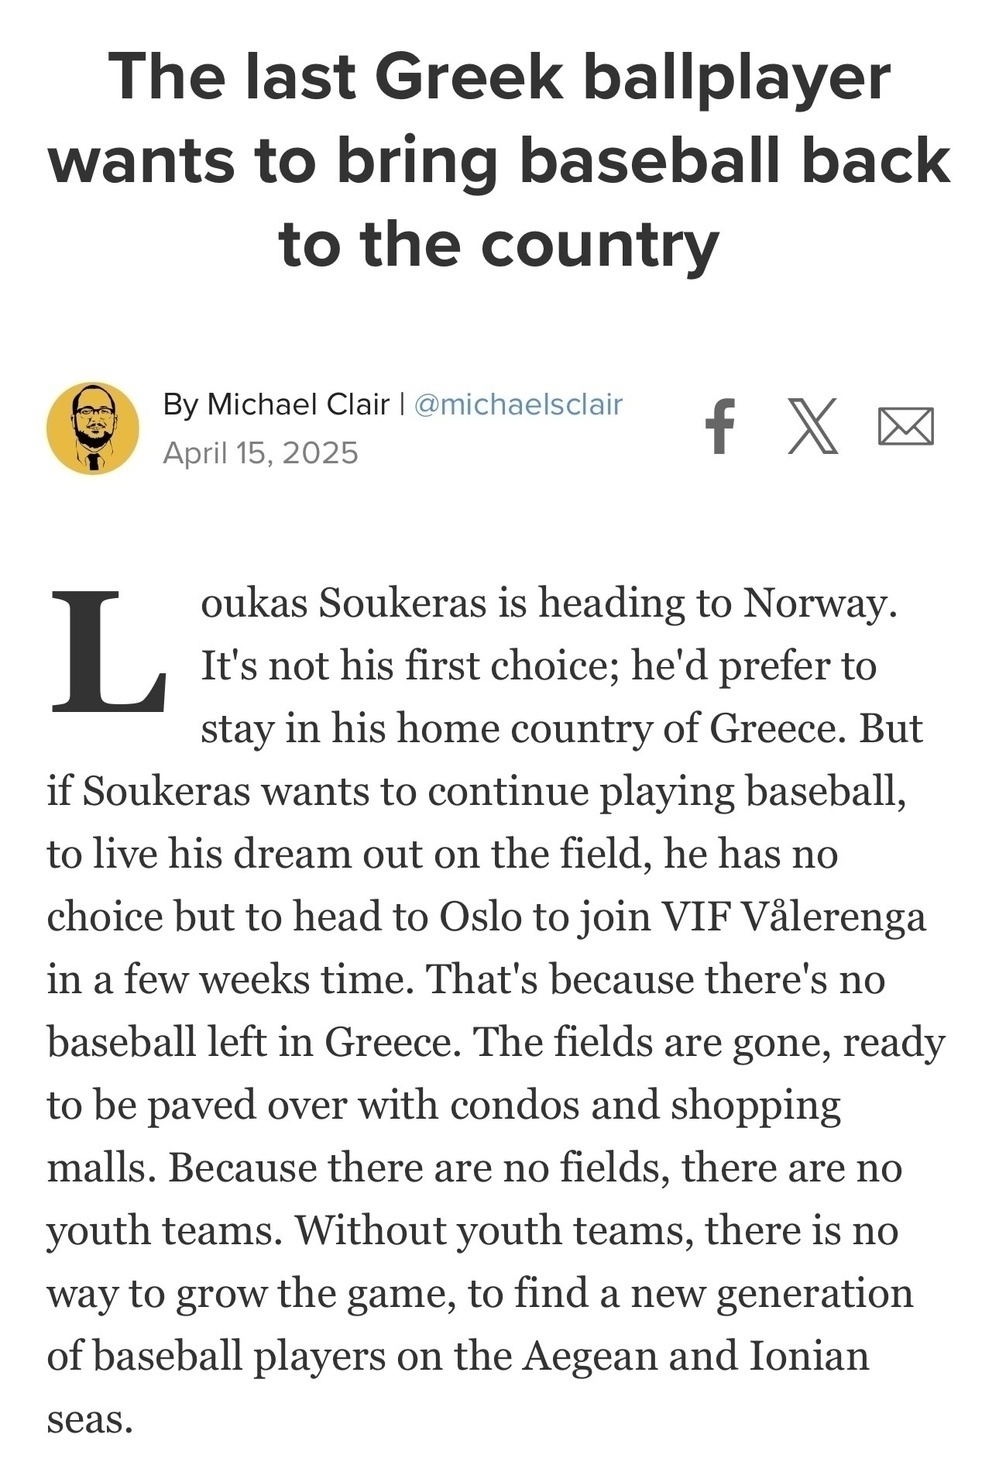 The last Greek ballplayer
wants to bring baseball back
to the country
By Michael Clair | @michaelsclair
April 15, 2025
Loukas Soukeras is heading to Norway.
It's not his first choice; he'd prefer to
stay in his home country of Greece. But
if Soukeras wants to continue playing baseball,
to live his dream out on the field, he has no
choice but to head to Oslo to join VIF Vålerenga
in a few weeks time. That's because there's no
baseball left in Greece. The fields are gone, ready
to be paved over with condos and shopping
malls. Because there are no fields, there are no
youth teams. Without youth teams, there is no
way to grow the game, to find a new generation
of baseball players on the Aegean and Ionian
seas.